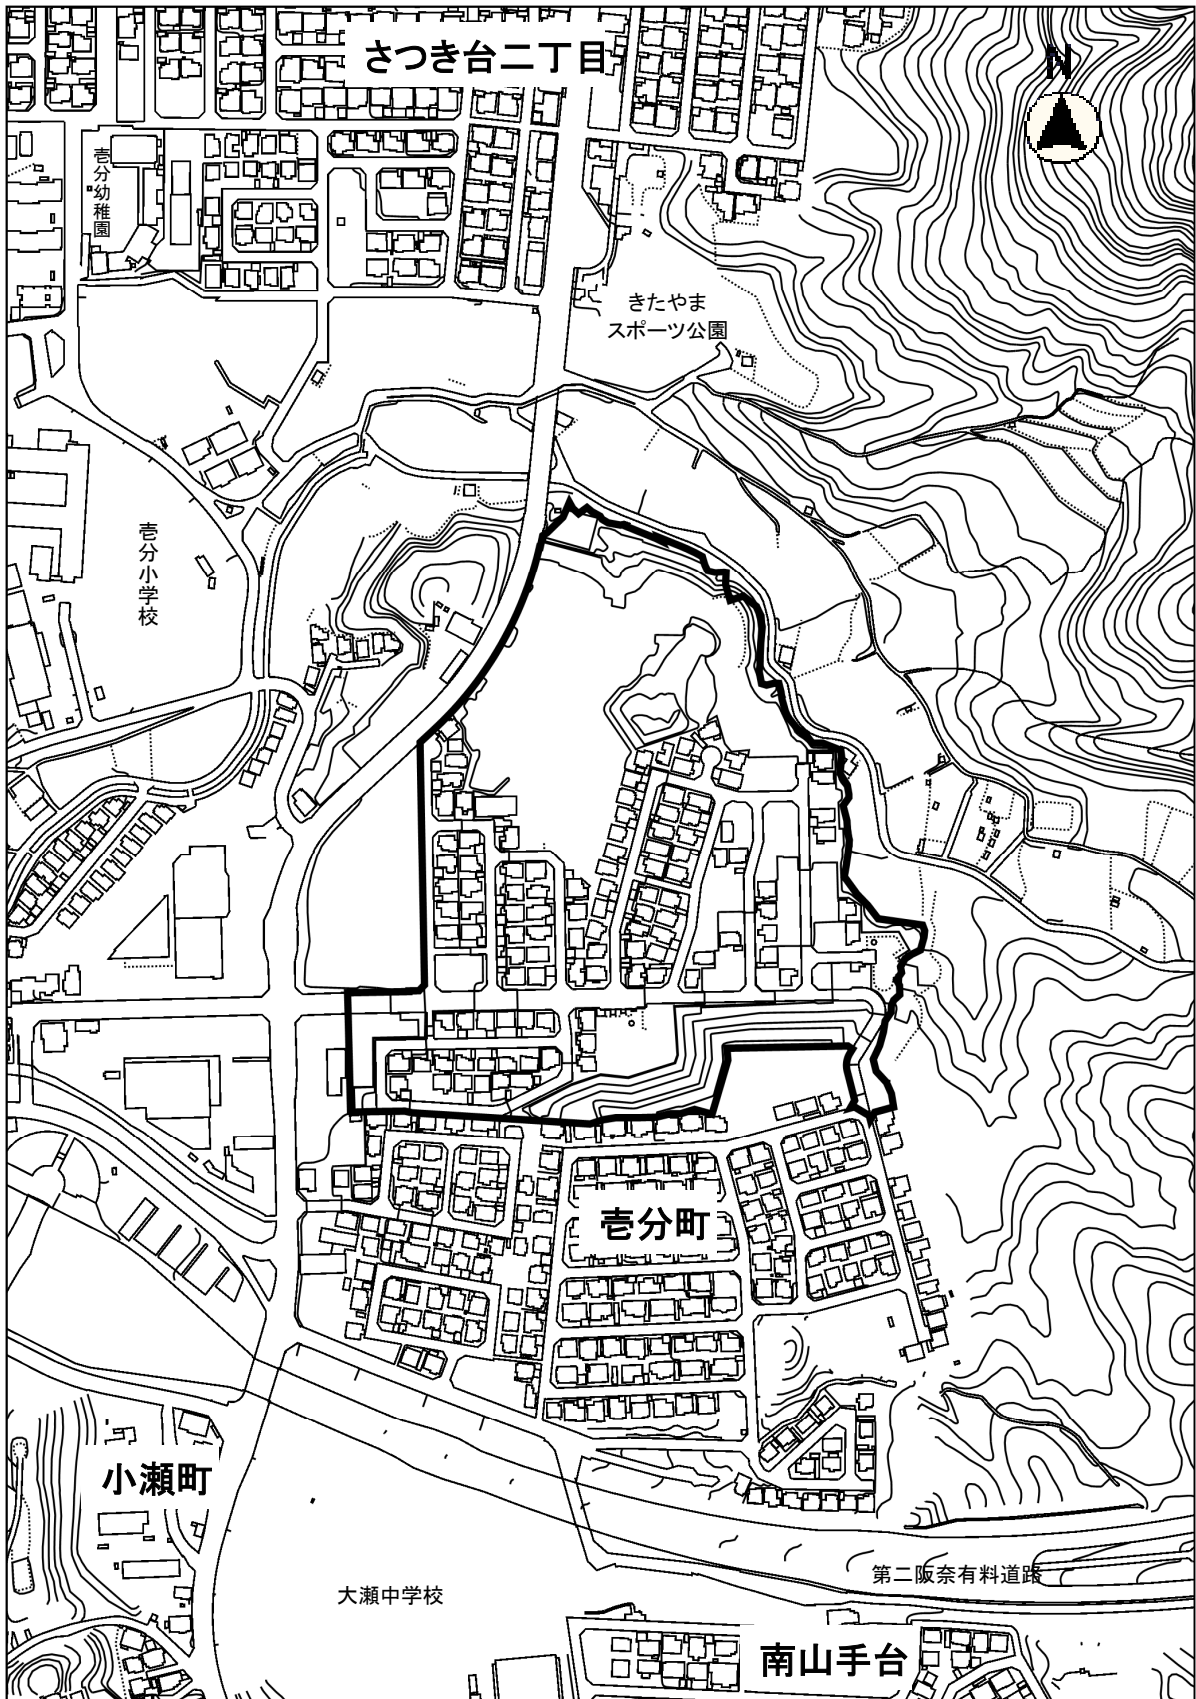 さつき台二丁目
N
壱分幼稚園
きたやま
スポーツ公園
壱分小学校
壱分町
小瀬町
第二阪奈有料道路
大瀬中学校
南山手台